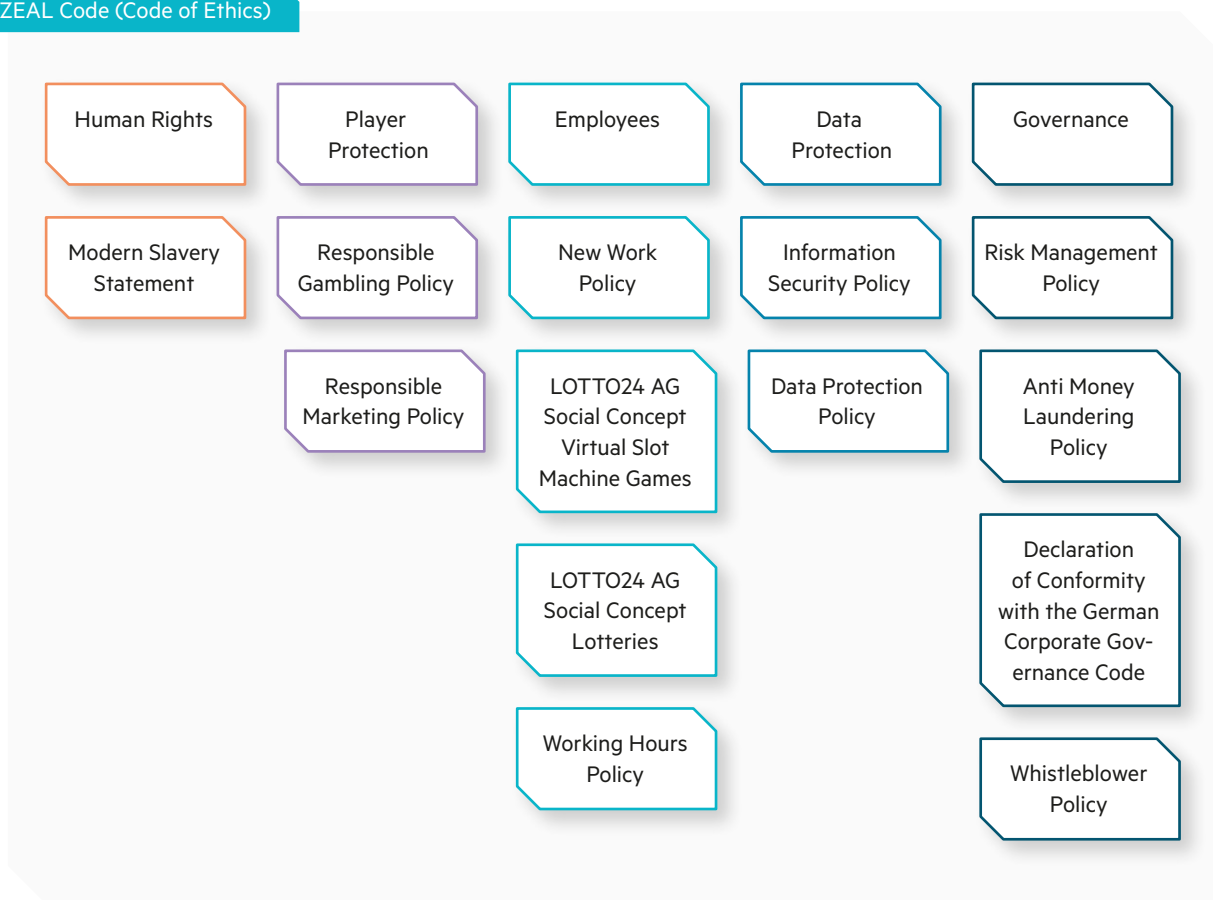 ZEAL Code (Code of Ethics)
Human Rights
Player
Protection
Employees
Data
Protection
Governance
Modern Slavery
Statement
Responsible
Gambling Policy
New Work
Policy
Information
Security Policy
Risk Management
Policy
Responsible
Marketing Policy
LOTTO24 AG
Social Concept
Virtual Slot
Machine Games
Data Protection
Policy
Anti Money
Laundering
Policy
LOTTO24 AG
Social Concept
Lotteries
Declaration
of Conformity
with the German
Corporate Gov-
ernance Code
Working Hours
Policy
Whistleblower
Policy